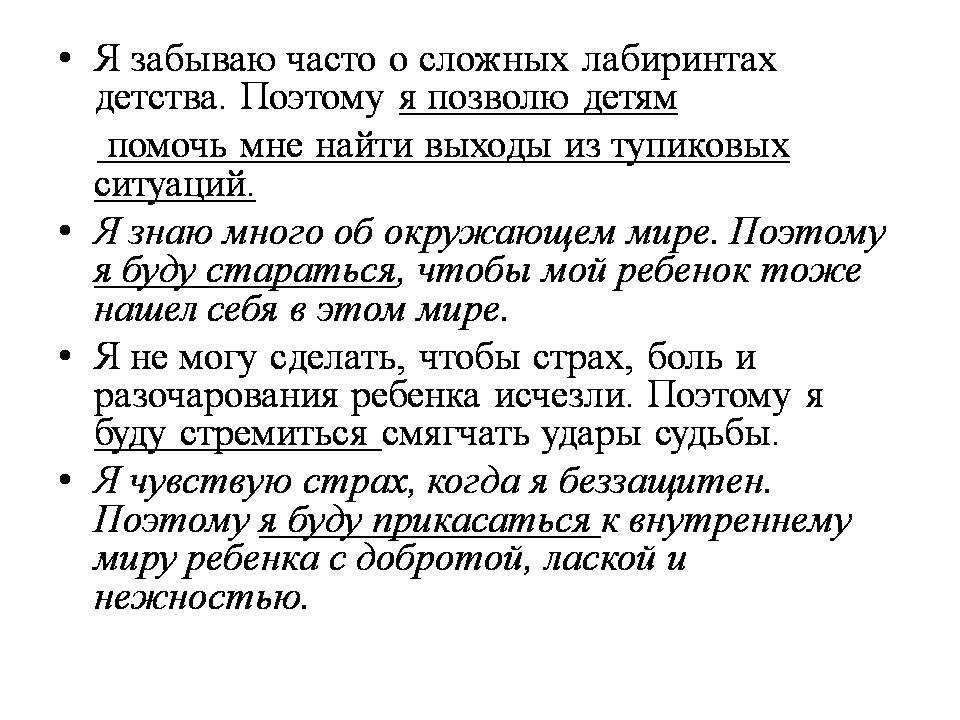 • Я забываю часто о сложных лабиринтах
детства. Поэтому я позволю детям
помочь мне найти выходы из тупиковых
ситуаций.
• Я знаю много об окружающем мире. Поэтому
я буду стараться, чтобы мой ребенок тоже
нашел себя в этом мире.
• Я не могу сделать, чтобы страх, боль и
разочарования ребенка исчезли. Поэтому я
буду стремиться смягчать удары судьбы.
• Я чувствую страх, когда я беззащитен.
Поэтому я буду прикасаться к внутреннему
миру ребенка с добротой, лаской и
нежностью.